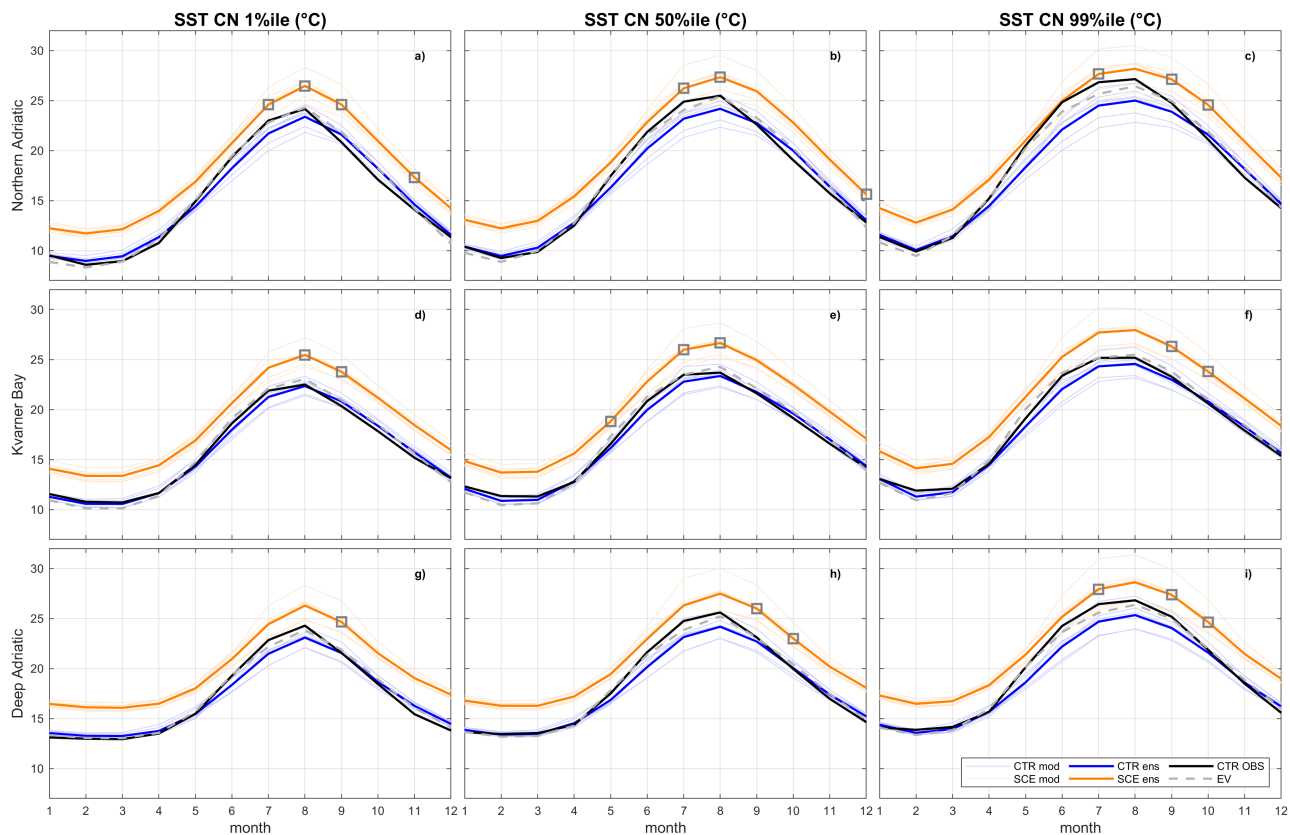 SST CN 1%ile (°C) SST CN 50%ile (°C) SST CN 99%ile (°C)
Northern Adriatic
30
25
20
15
10
a) b) c)
Kvarner Bay
30
25
20
15
10
d) e) f)
Deep Adriatic
30
25
20
15
10
g) h) i)
CTR mod CTR ens CTR OBS
SCE mod SCE ens EV
1 2 3 4 5 6 7 8 9 10 11 12 1 2 3 4 5 6 7 8 9 10 11 12 1 2 3 4 5 6 7 8 9 10 11 12
month month month